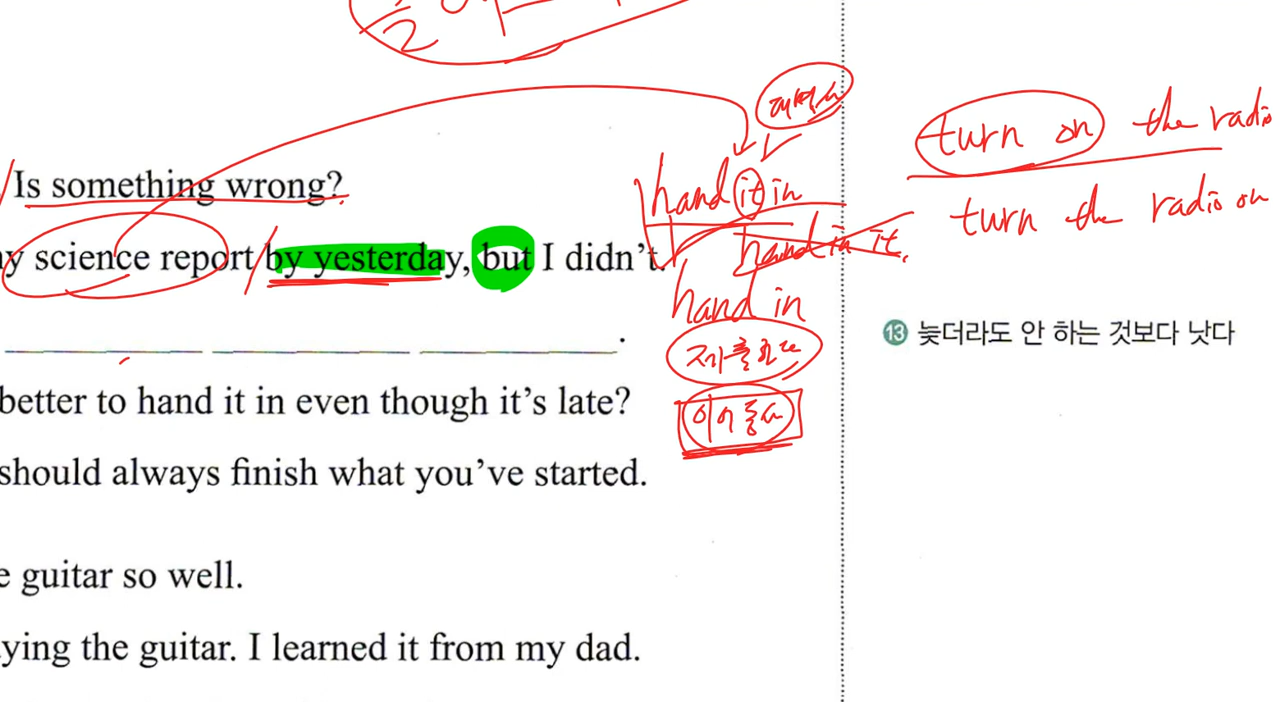 대명사
turn on the radio
hand it in
Is something wrong?
turn the radio on
hand in it.
y science report by yesterday, but I didn't.
hand in
13 늦더라도 안 하는 것보다 낫다
제출하다
better to hand it in even though it's late?
이어동사
should always finish what you've started.
e guitar so well.
ying the guitar. I learned it from my dad.